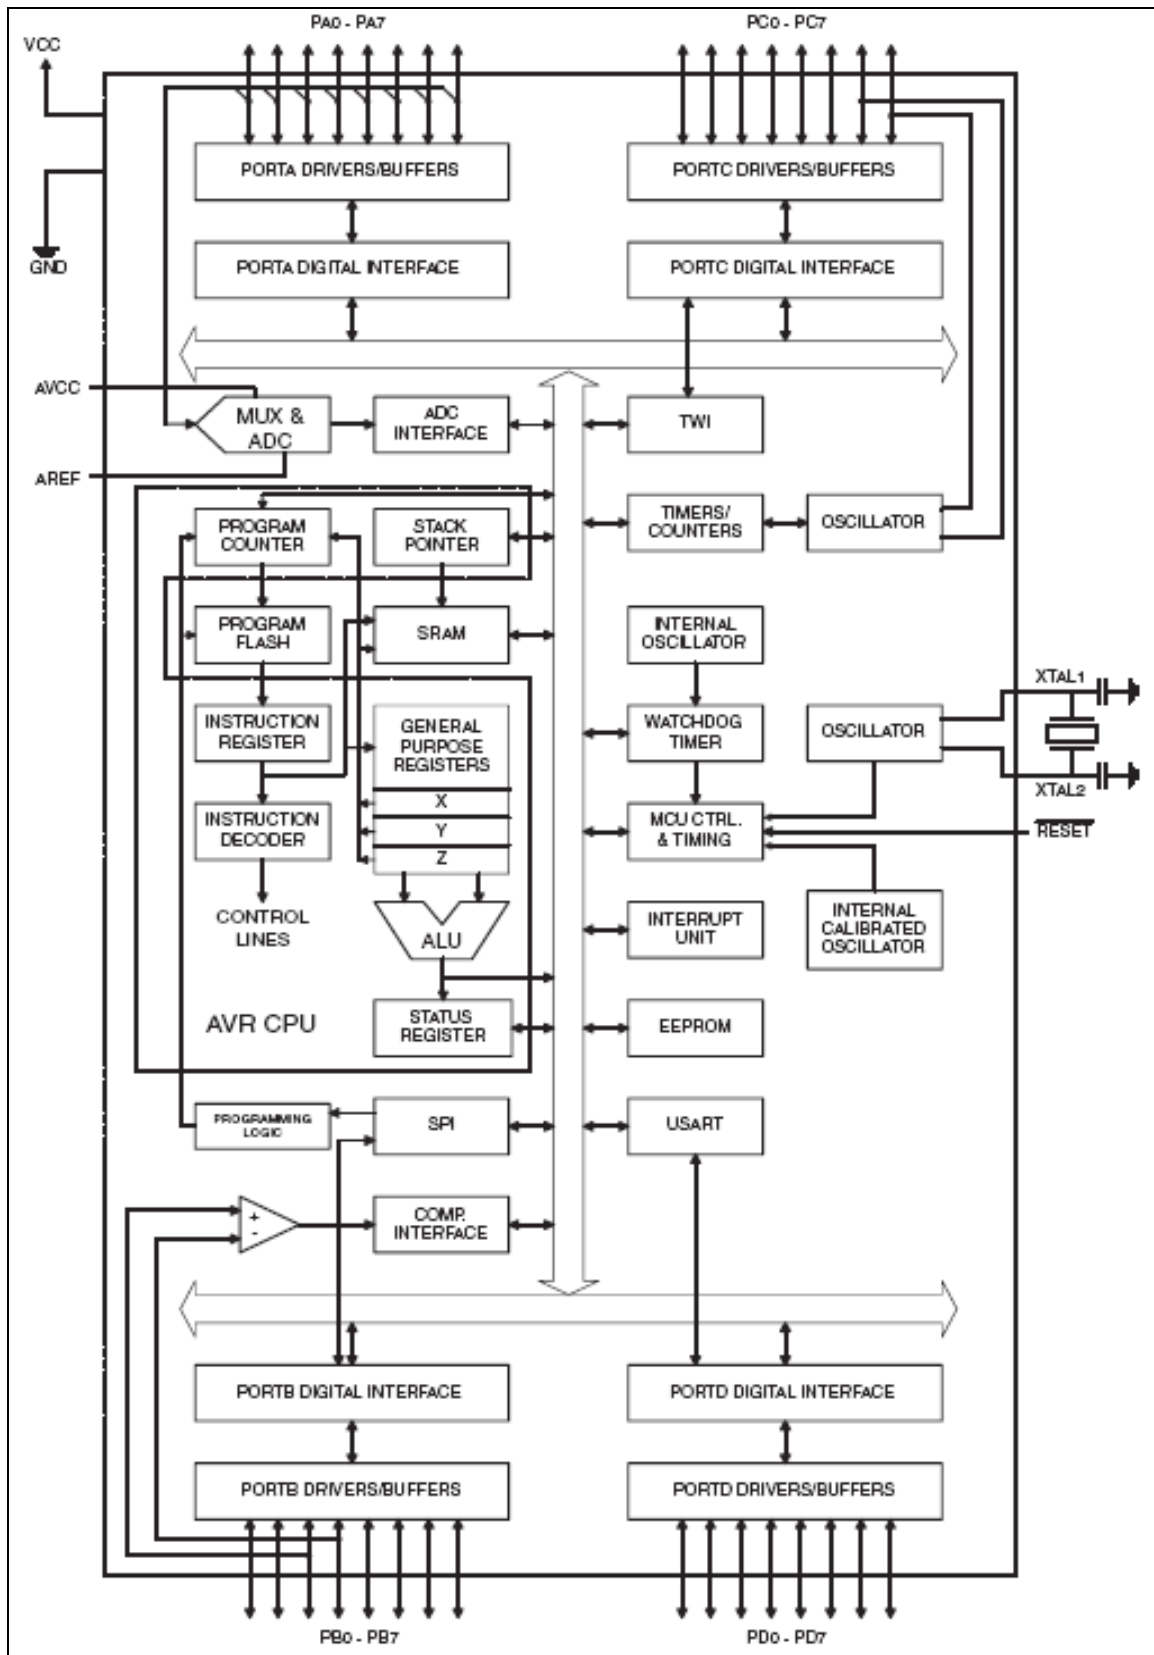 PA0 - PA7
PC0 - PC7
VCC
PORTA DRIVERS/BUFFERS
PORTC DRIVERS/BUFFERS
GND
PORTA DIGITAL INTERFACE
PORTC DIGITAL INTERFACE
AVCC
MUX &
ADC
ADC
INTERFACE
TWI
AREF
PROGRAM
COUNTER
STACK
POINTER
TIMERS/
COUNTERS
OSCILLATOR
PROGRAM
FLASH
SRAM
INTERNAL
OSCILLATOR
XTAL1
INSTRUCTION
REGISTER
GENERAL
PURPOSE
REGISTERS
WATCHDOG
TIMER
OSCILLATOR
XTAL2
X
Y
Z
INSTRUCTION
DECODER
MCU CTRL.
& TIMING
RESET
CONTROL
LINES
ALU
INTERRUPT
UNIT
INTERNAL
CALIBRATED
OSCILLATOR
AVR CPU
STATUS
REGISTER
EEPROM
PROGRAMMING
LOGIC
SPI
USART
+
-
COMP.
INTERFACE
PORTB DIGITAL INTERFACE
PORTD DIGITAL INTERFACE
PORTB DRIVERS/BUFFERS
PORTD DRIVERS/BUFFERS
PB0 - PB7
PD0 - PD7